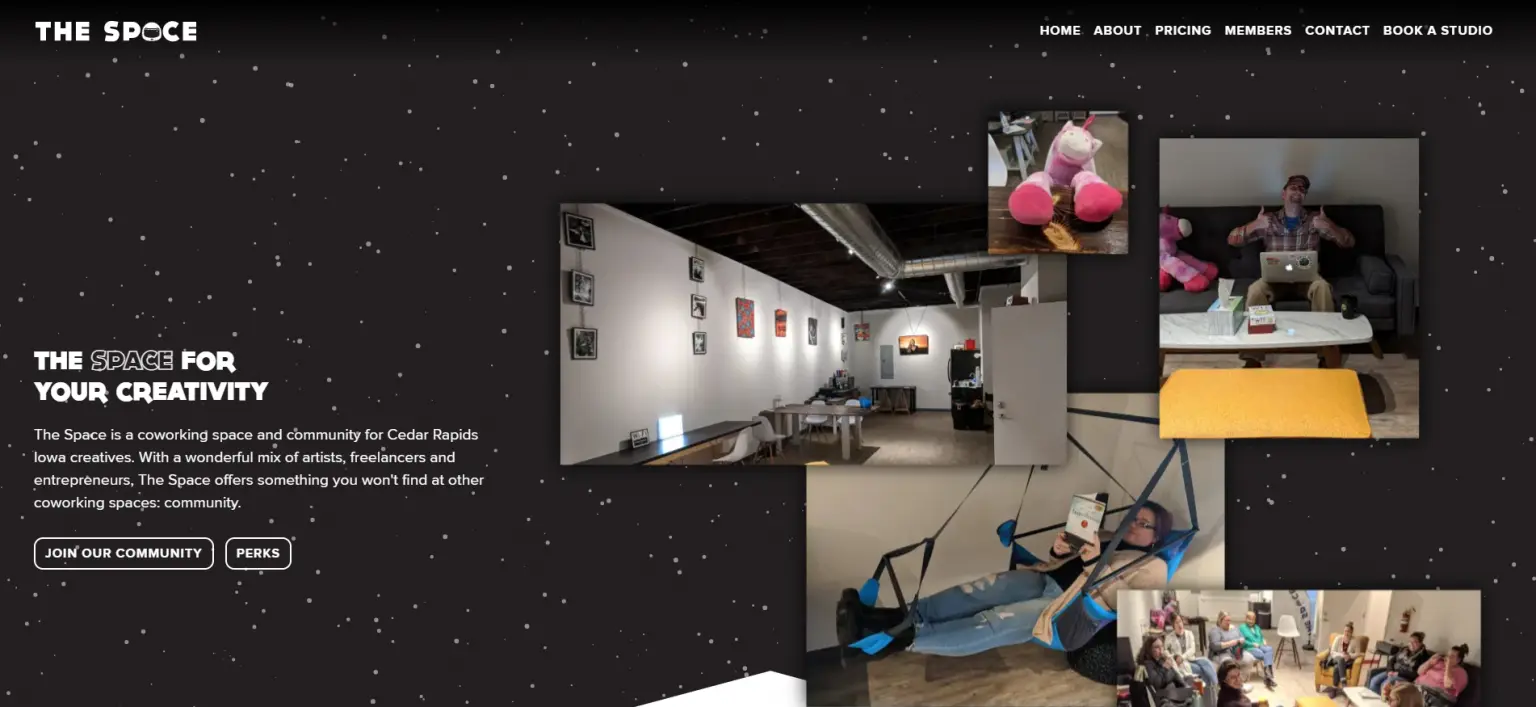 THE SPACE
HOME ABOUT PRICING MEMBERS CONTACT BOOK A STUDIO
THE SPACE FOR
YOUR CREATIVITY
The Space is a coworking space and community for Cedar Rapids
Iowa creatives. With a wonderful mix of artists, freelancers and
entrepreneurs, The Space offers something you won't find at other
coworking spaces: community.
JOIN OUR COMMUNITY
PERKS